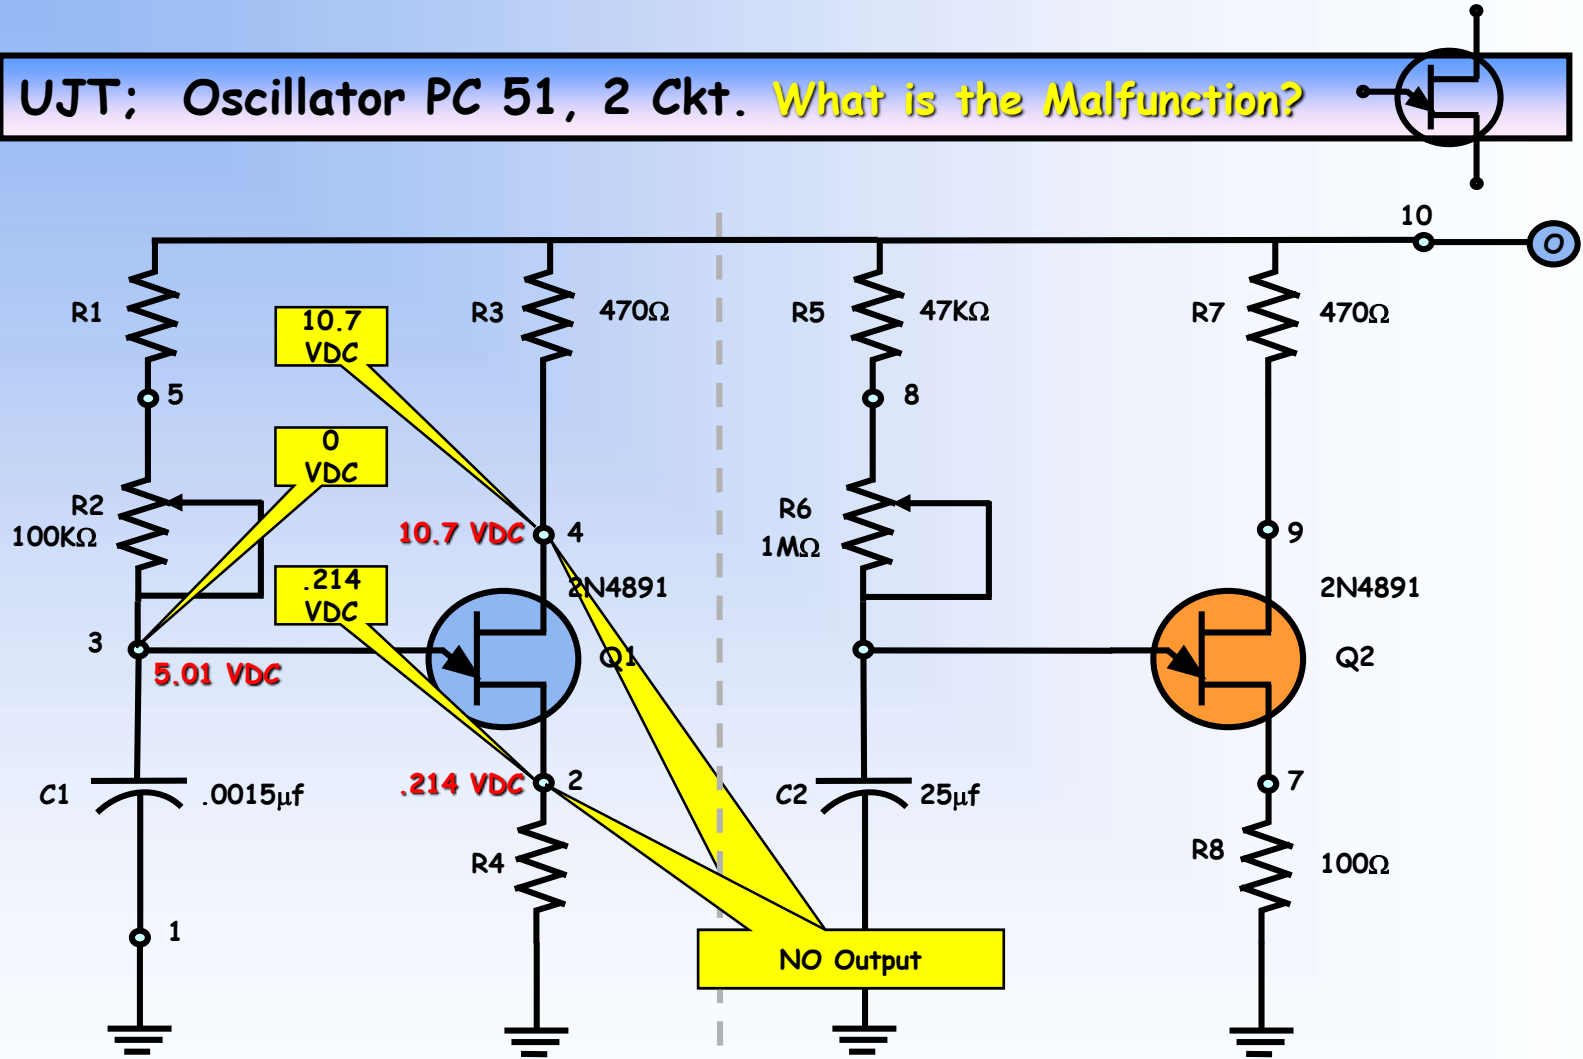 UJT; Oscillator PC 51, 2 Ckt. What is the Malfunction?
10
O
R1
10.7
VDC
R3
470Ω
R5
47KΩ
R7
470Ω
5
8
0
VDC
R2
100KΩ
R6
1MΩ
10.7 VDC
4
9
.214
VDC
2N4891
2N4891
3
5.01 VDC
Q1
Q2
C1
.0015µf
.214 VDC
2
C2
25µf
7
R4
R8
100Ω
1
NO Output